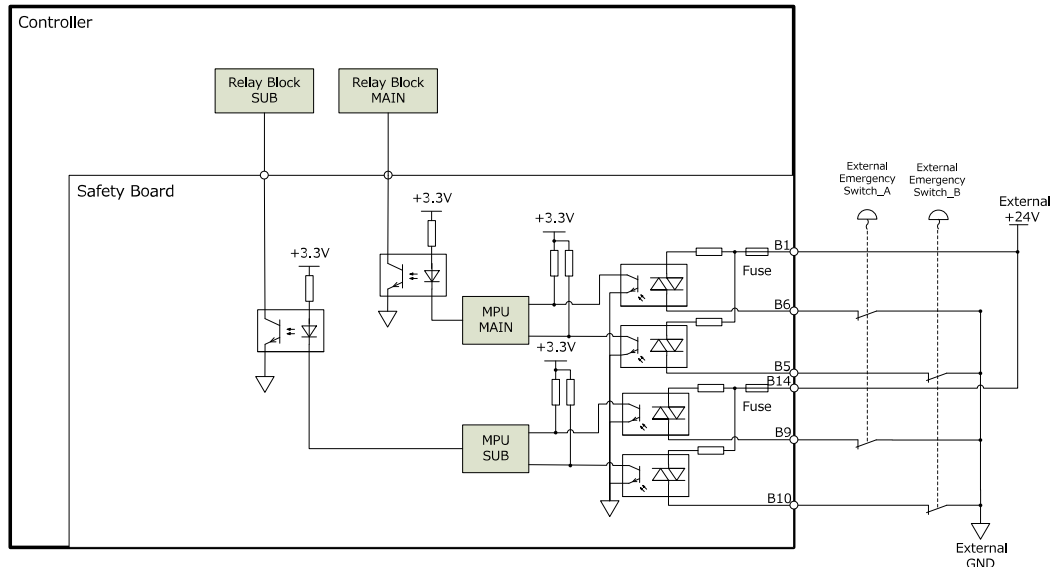 Controller
Relay Block
SUB
Relay Block
MAIN
Safety Board
+3.3V
+3.3V
+3.3V
MPU
MAIN
+3.3V
MPU
SUB
B1
Fuse
B6
B5
B14
Fuse
B9
B10
External
Emergency
Switch_A
External
Emergency
Switch_B
External
+24V
External
GND